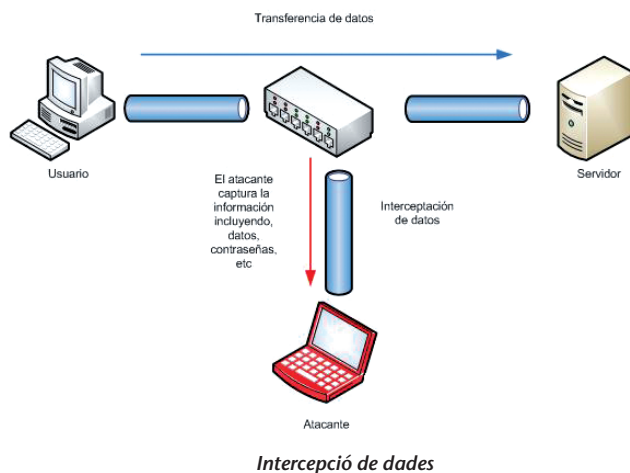 Transferencia de datos
Usuario
Servidor
El atacante
captura la
información
incluyendo,
datos,
contraseñas,
etc
Interceptación
de datos
Atacante
Intercepció de dades